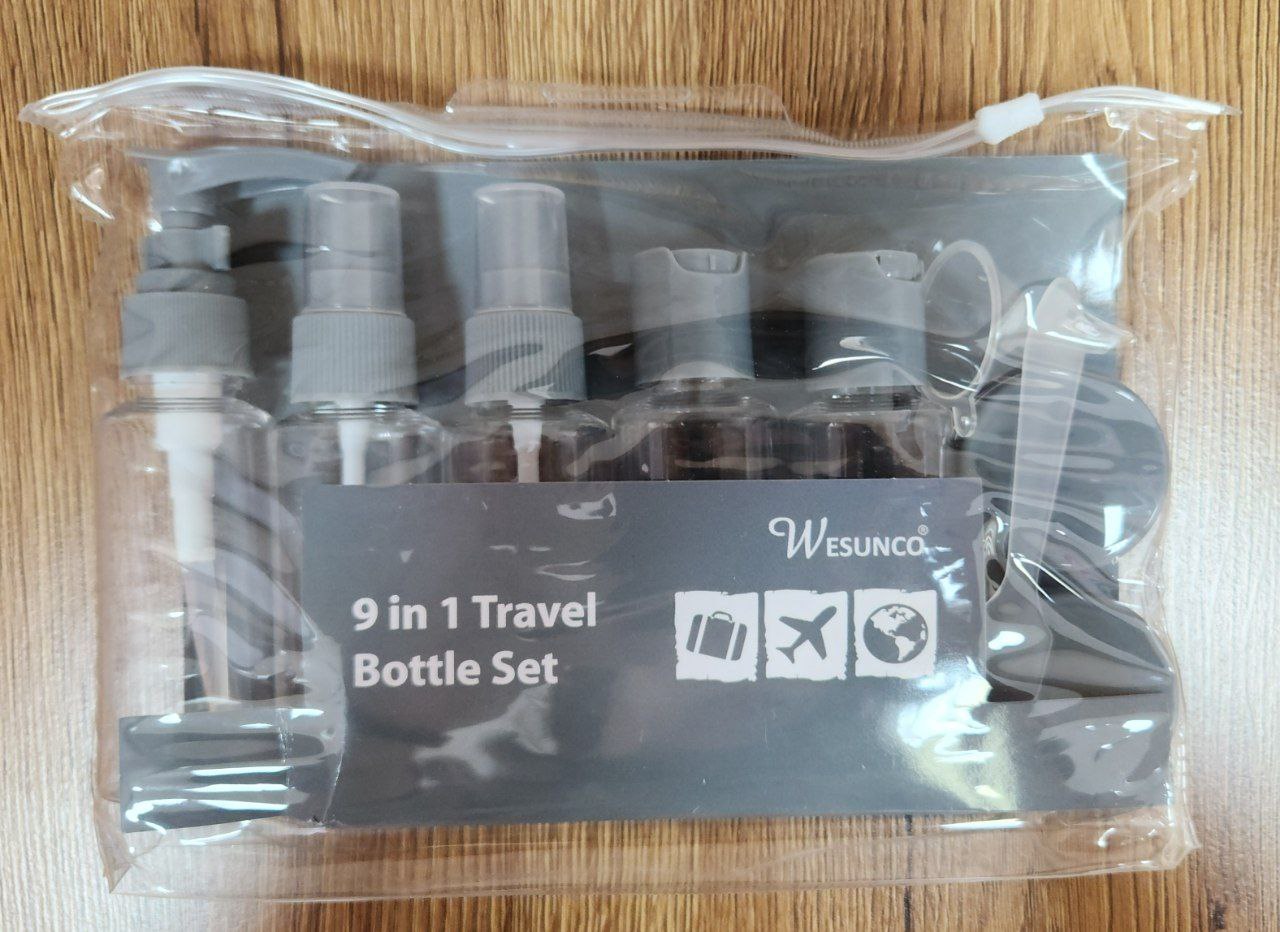 WESUNCO®
9 in 1 Travel
Bottle Set